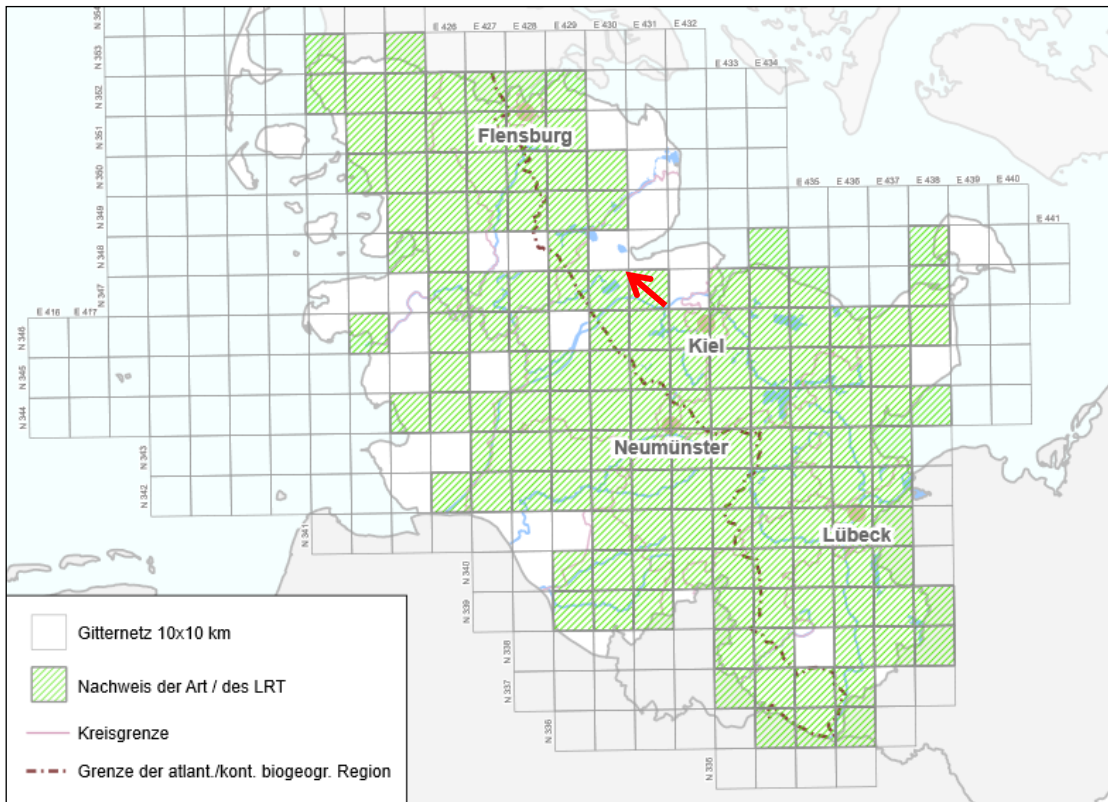 N 354
E 426 E 427 E 428 E 429 E 430 E 431 E 432
N 353
E 433 E 434
N 352
Flensburg
N 351
N 350
E 435 E 436 E 437 E 438 E 439 E 440
N 349
E 441
N 348
N 347
E 416 E 417
N 346
Kiel
N 345
N 344
Neumünster
N 343
N 342
Lübeck
N 341
N 340
N 339
N 338
N 337
N 336
N 335
Gitternetz 10x10 km
Nachweis der Art / des LRT
Kreisgrenze
Grenze der atlant./kont. biogeogr. Region